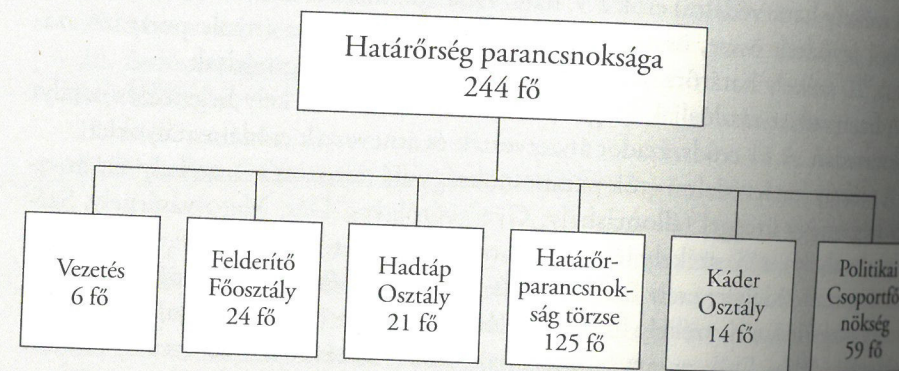 Határőrség parancsnoksága
244 fő
Vezetés
6 fő
Felderítő
Főosztály
24 fő
Hadtáp
Osztály
21 fő
Határőr-
parancsnok-
ság törzse
125 fő
Káder
Osztály
14 fő
Politikai
Csoportfő-
nökség
59 fő